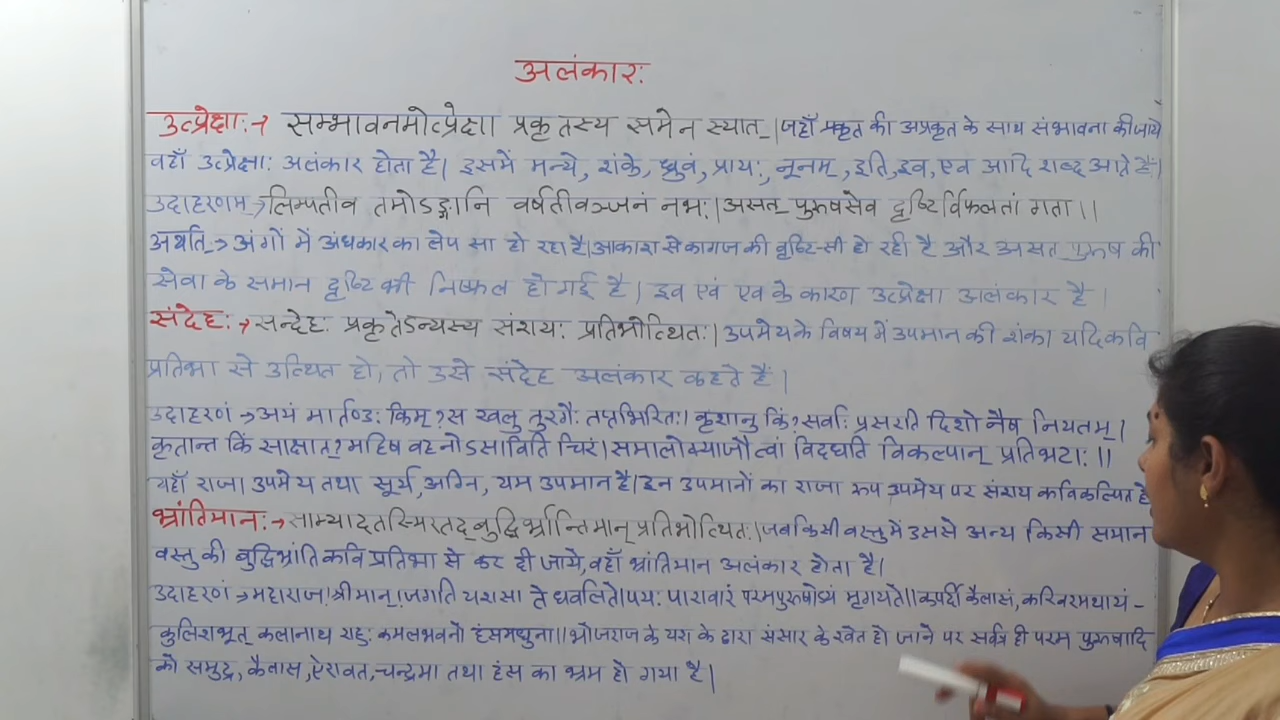 अलंकारः
उत्प्रेक्षाः→ सम्भावनमोत्प्रेक्षा प्रकृतस्य समेन स्यात् |जहाँ प्रकृत की अप्रकृत के साथ संभावना की जाये
वहाँ उत्प्रेक्षाः अलंकार होता है| इसमें मन्ये, शंके, ध्रुवं, प्रायः, नूनम्, इति, इव, एव आदि शब्द आते हैं|
उदाहरणम्→लिम्पतीव तमोऽङ्गानि वर्षतीवञ्जनं नभः|असत् पुरूषसेव दृष्टिर्विफलतां गता||
अर्थात्→ अंगों में अंधकार का लेप सा हो रहा है|आकाश से कागज की वृष्टि-सी हो रही है और असत् पुरुष की
सेवा के समान दृष्टि की निष्फल हो गई है| इव एवं एव के कारण उत्प्रेक्षा अलंकार है|
संदेहः→ सन्देहः प्रकृतेऽन्यस्य संशयः प्रतिभोत्थितः| उपमेय के विषय में उपमान की शंका यदि कवि
प्रतिभा से उत्थित हो, तो उसे संदेह अलंकार कहते हैं|
उदाहरणं→अयं मार्तण्डः किम्?स खलु तुरगैः तप्तभिरितः| कृशानु किं?सर्वाः प्रसरति दिशो नैष नियतम्|
कृतान्त किं साक्षात्? महिष वहनोऽसाविति चिरं|समालोक्याजौ त्वां विदधति विकल्पान् प्रतिभटाः||
यहाँ राजा उपमेय तथा सूर्य, अग्नि, यम उपमान है|इन उपमानों का राजा रूप उपमेय पर संशय कविकल्पित है
भ्रांतिमानः→साम्यादतस्मिस्तद् बुद्धिर्भ्रान्तिमान् प्रतिभोत्थितः|जब किसी वस्तु में उससे अन्य किसी समान
वस्तु की बुद्धिभ्रांति कवि प्रतिभा से कर ही जाये,वहाँ भ्रांतिमान अलंकार होता है|
उदाहरणं→महाराज!श्रीमान्!जगति यशसा ते धवलिते|पयः पारावारं परमपुरुषोऽयं मृगयते||कपर्दी कैलासं, करिवरमथायं-
कुलिशभृत् कलानाथ राहुः कमलभवनो हंसमधुना||भोजराज के यश के द्वारा संसार के श्वेत हो जाने पर सर्वत्र ही परम पुरूषादि
को समुद्र, कैलास,ऐरावत,चन्द्रमा तथा हंस का भ्रम हो गया है|